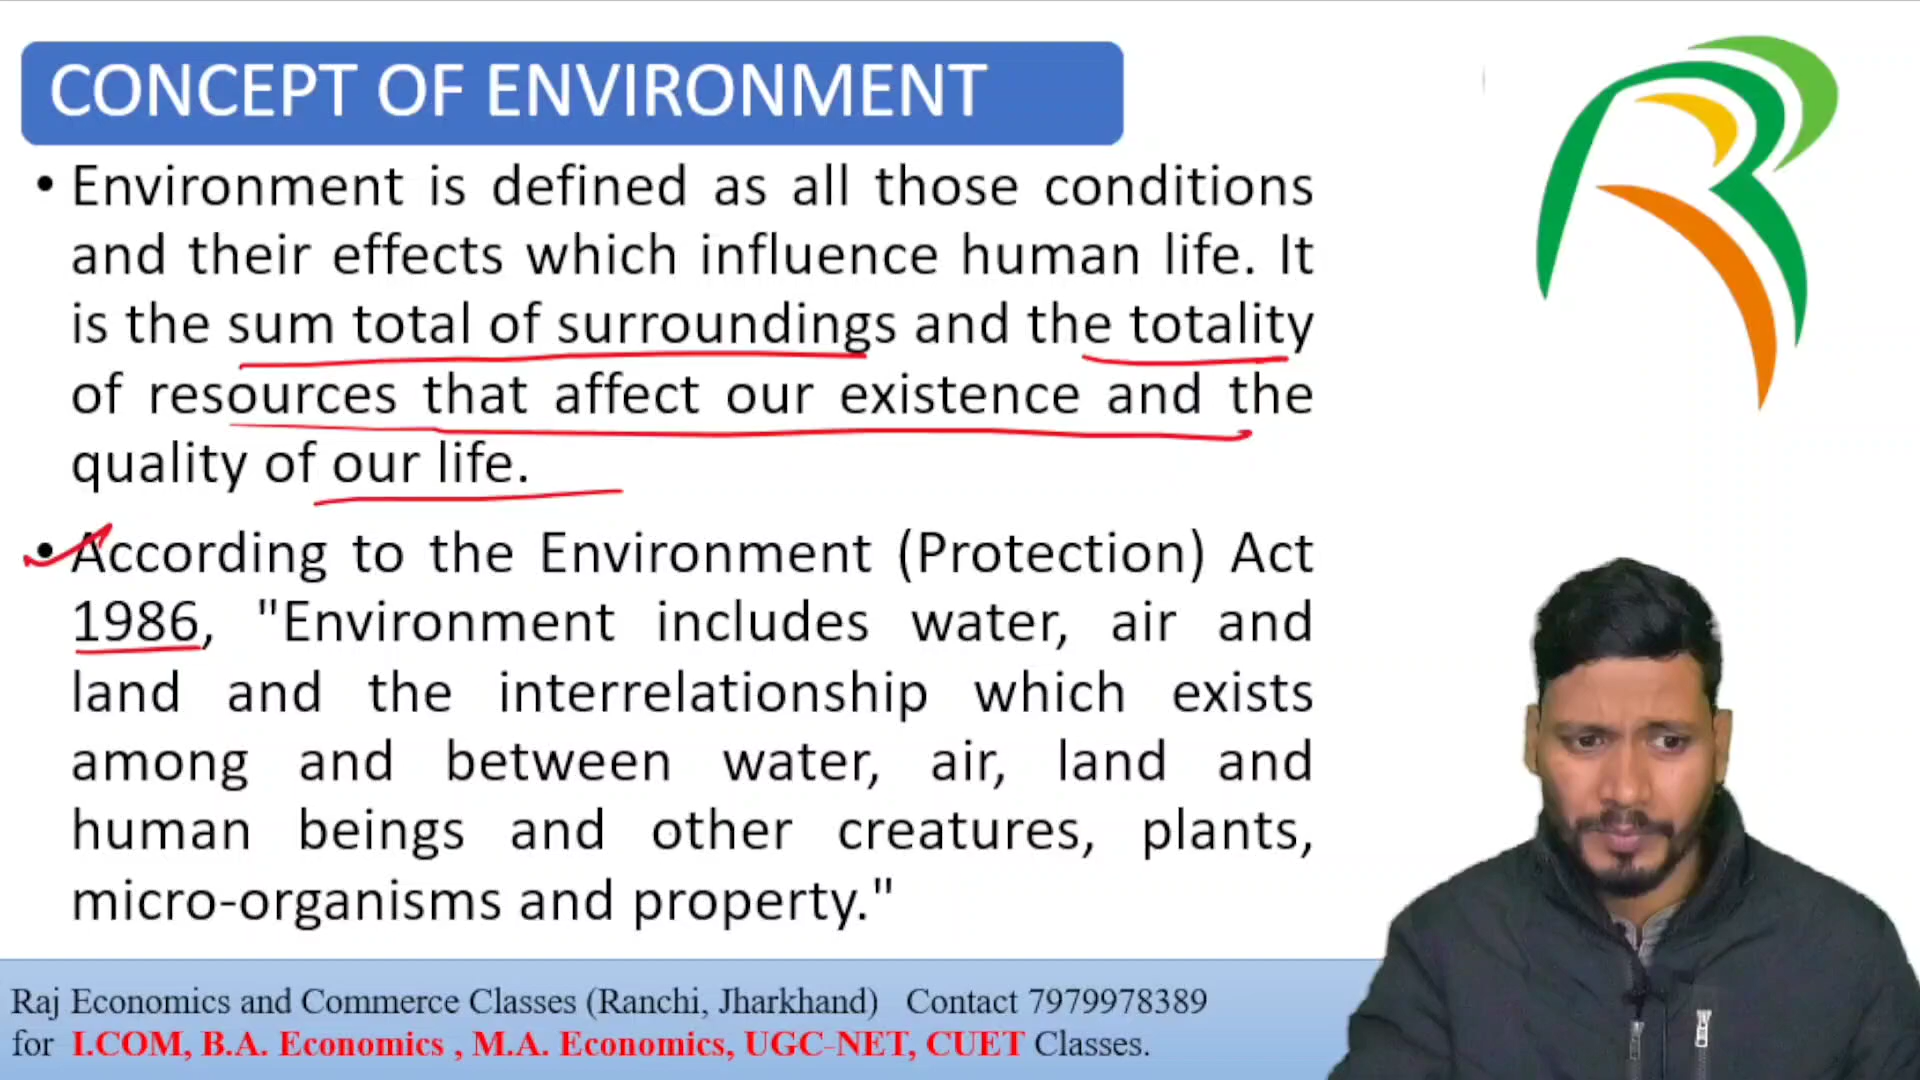 CONCEPT OF ENVIRONMENT
• Environment is defined as all those conditions
and their effects which influence human life. It
is the sum total of surroundings and the totality
of resources that affect our existence and the
quality of our life.
• According to the Environment (Protection) Act
1986, "Environment includes water, air and
land and the interrelationship which exists
among and between water, air, land and
human beings and other creatures, plants,
micro-organisms and property."
Raj Economics and Commerce Classes (Ranchi, Jharkhand) Contact 7979978389
for I.COM, B.A. Economics , M.A. Economics, UGC-NET, CUET Classes.